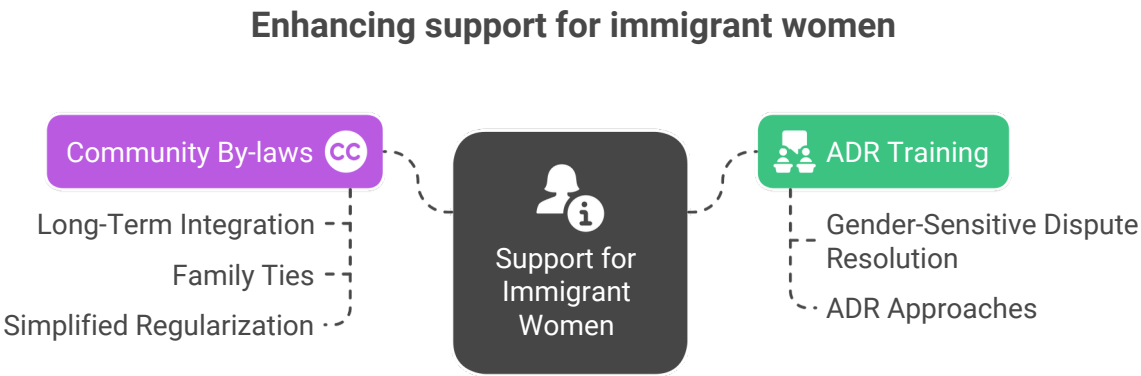 Enhancing support for immigrant women
Community By-laws
CC
Long-Term Integration
Family Ties
Simplified Regularization
i
Support for
Immigrant
Women
ADR Training
Gender-Sensitive Dispute
Resolution
ADR Approaches